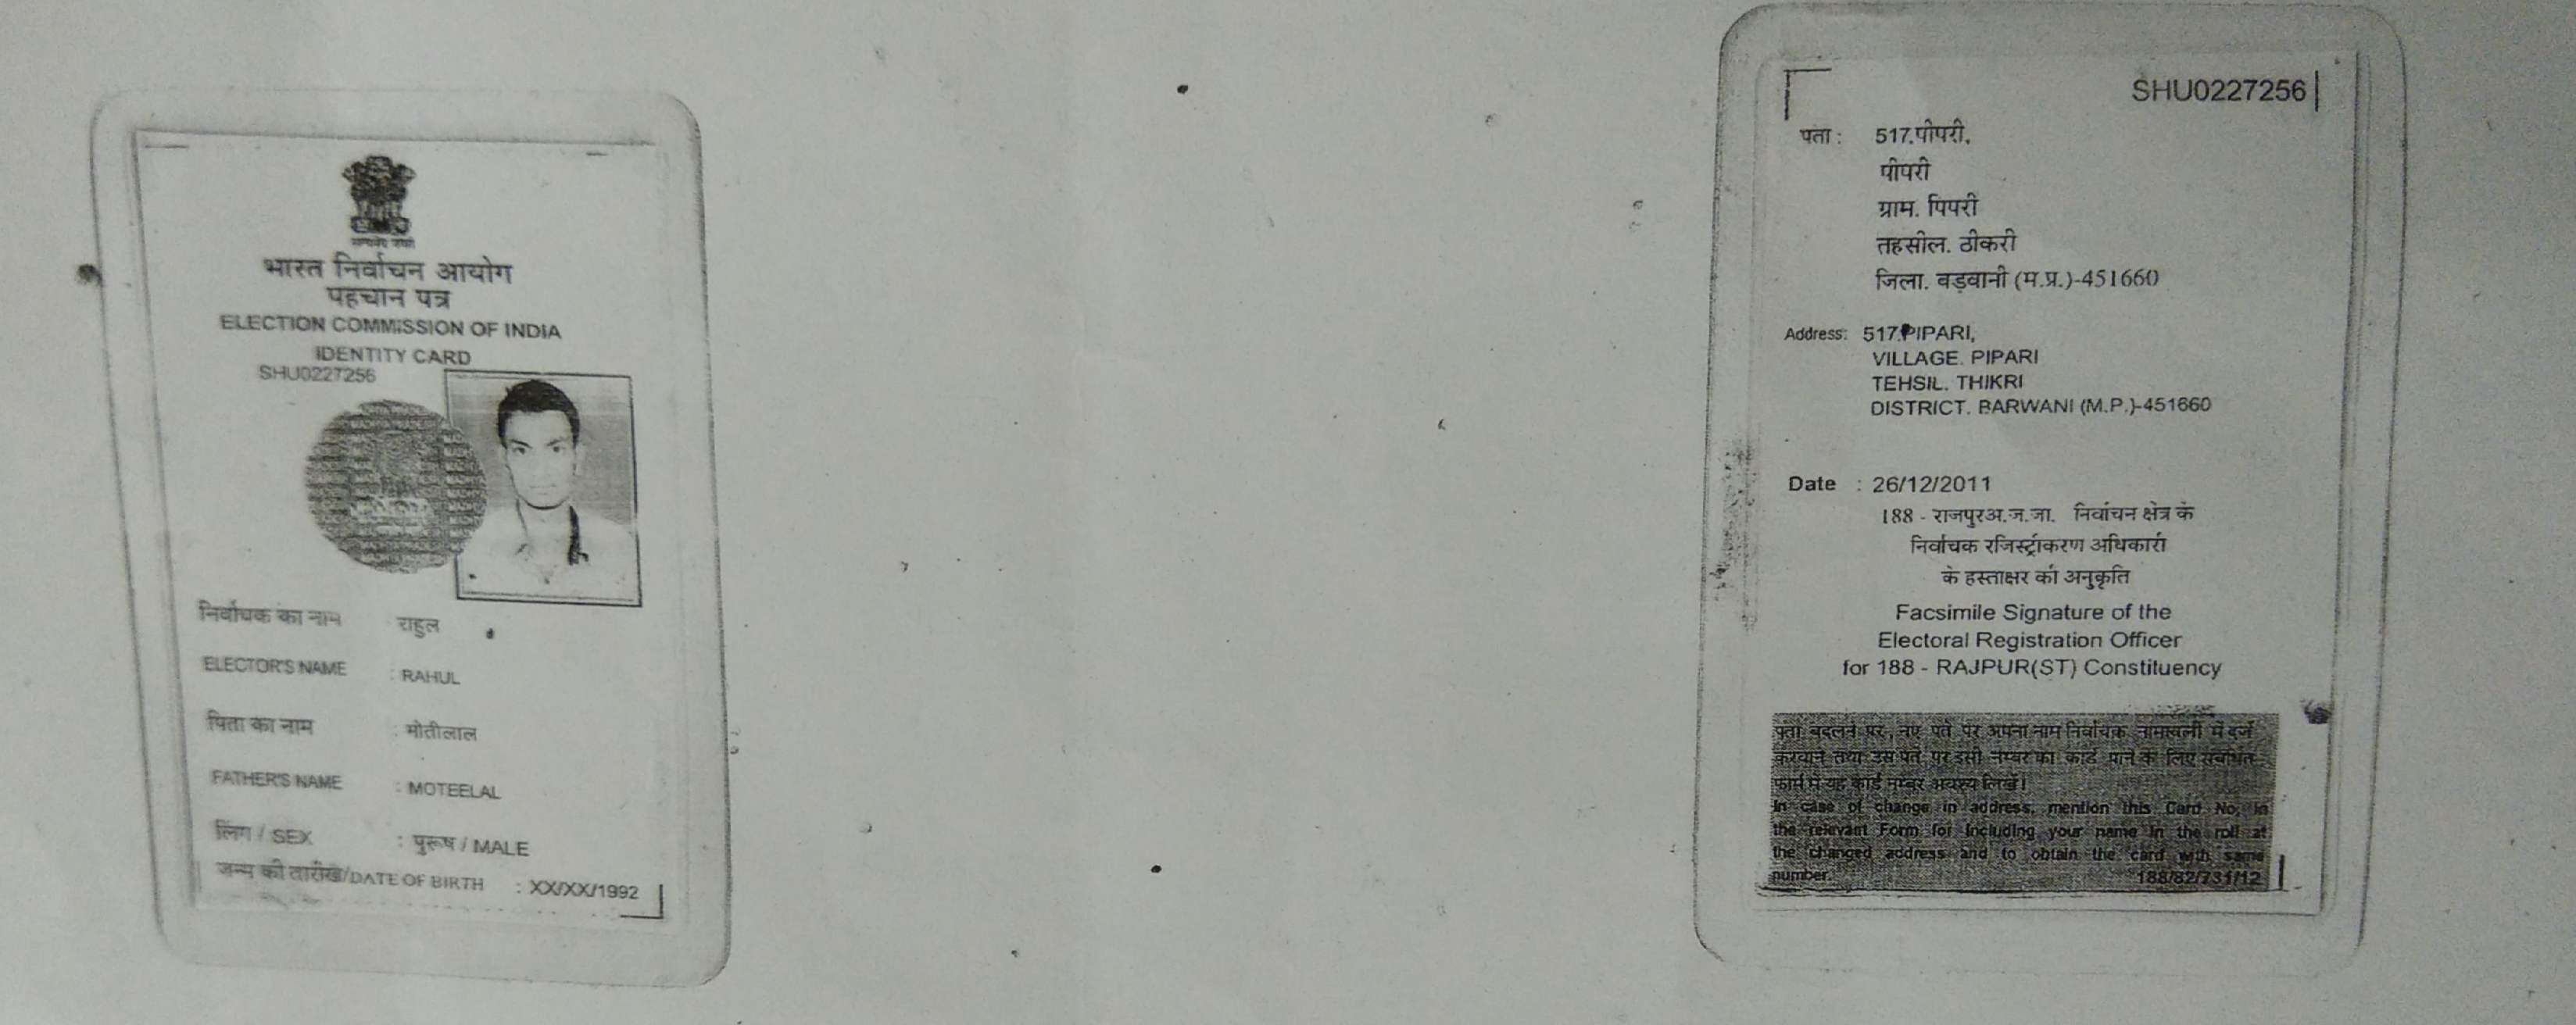 सत्यमेव जयते
भारत निर्वाचन आयोग
पहचान पत्र
ELECTION COMMISSION OF INDIA
IDENTITY CARD
SHU0227256
निर्वाचक का नाम : राहुल
ELECTOR'S NAME : RAHUL
पिता का नाम : मोतीलाल
FATHER'S NAME : MOTEELAL
लिंग / SEX : पुरूष / MALE
जन्म की तारीख/DATE OF BIRTH : XX/XX/1992
SHU0227256
पता : 517,पीपरी,
पीपरी
ग्राम. पिपरी
तहसील. ठीकरी
जिला. बड़वानी (म.प्र.)-451660
Address: 517,PIPARI,
VILLAGE. PIPARI
TEHSIL. THIKRI
DISTRICT. BARWANI (M.P.)-451660
Date : 26/12/2011
188 - राजपुरअ.ज.जा. निर्वाचन क्षेत्र के
निर्वाचक रजिस्ट्रीकरण अधिकारी
के हस्ताक्षर की अनुकृति
Facsimile Signature of the
Electoral Registration Officer
for 188 - RAJPUR(ST) Constituency
पता बदलने पर, नए पते पर अपना नाम निर्वाचक नामावली में दर्ज
करवाने तथा उस पते पर इसी नम्बर का कार्ड पाने के लिए संबंधित
फार्म में यह कार्ड नम्बर अवश्य लिखें।
In case of change in address, mention this Card No. in
the relevant Form for including your name in the roll at
the changed address and to obtain the card with same
number.
188/82/731/12